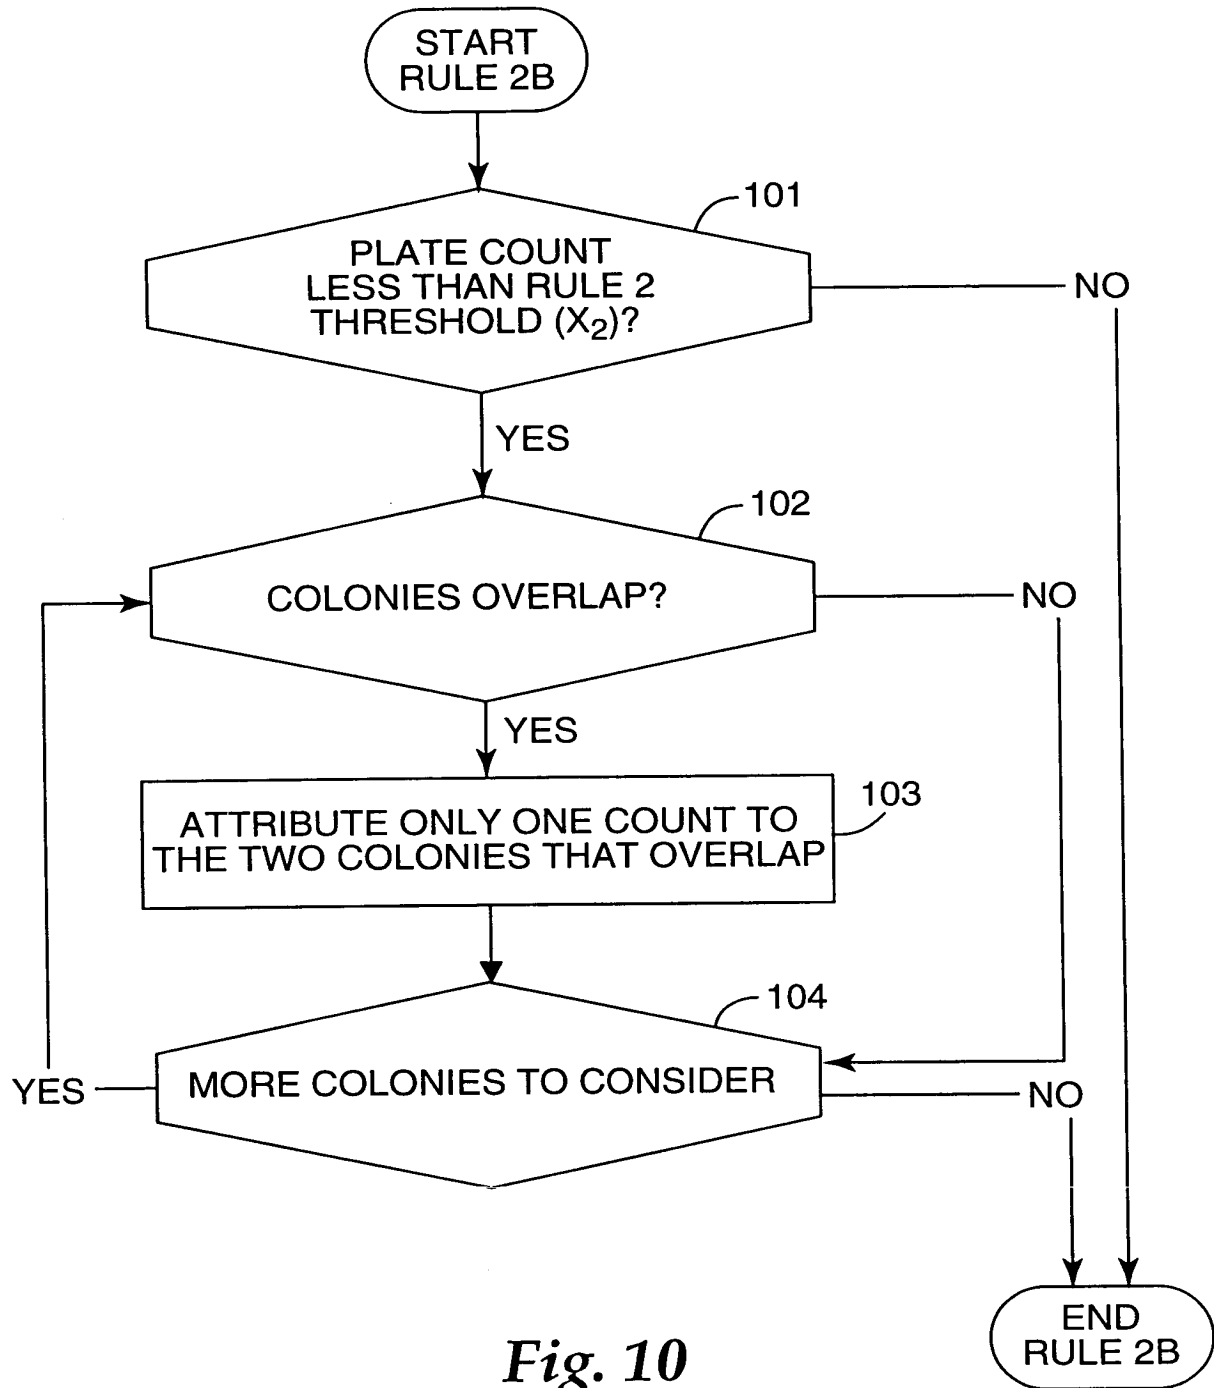 START
RULE 2B
101
PLATE COUNT
LESS THAN RULE 2
THRESHOLD (X2)?
NO
YES
102
COLONIES OVERLAP?
NO
YES
103
ATTRIBUTE ONLY ONE COUNT TO
THE TWO COLONIES THAT OVERLAP
104
MORE COLONIES TO CONSIDER
YES
NO
END
RULE 2B
Fig. 10